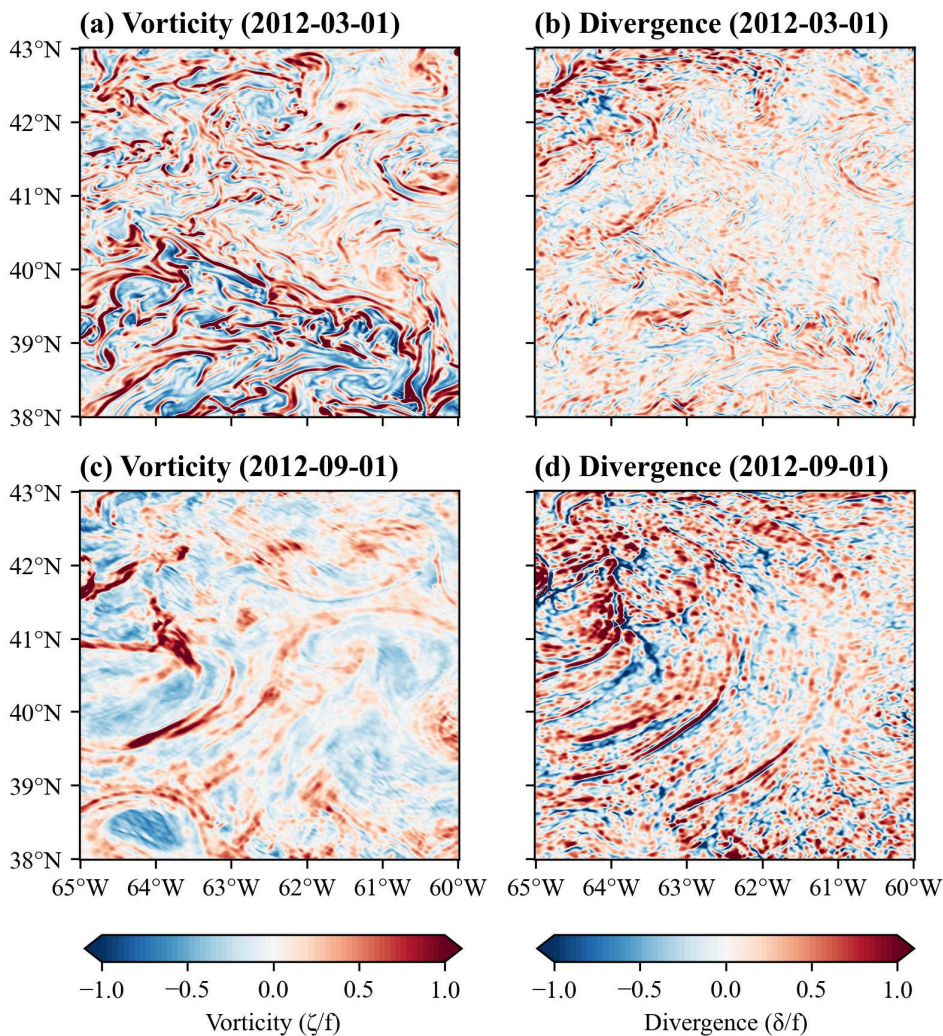 (a) Vorticity (2012-03-01)
(b) Divergence (2012-03-01)
43°N
42°N
41°N
40°N
39°N
38°N
(c) Vorticity (2012-09-01)
(d) Divergence (2012-09-01)
43°N
42°N
41°N
40°N
39°N
38°N
65°W 64°W 63°W 62°W 61°W 60°W
65°W 64°W 63°W 62°W 61°W 60°W
−1.0 −0.5 0.0 0.5 1.0
Vorticity (ζ/f)
−1.0 −0.5 0.0 0.5 1.0
Divergence (δ/f)